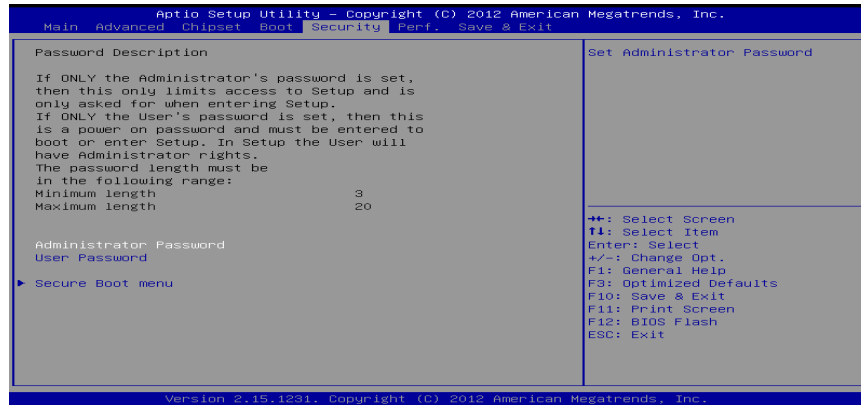 Aptio Setup Utility – Copyright (C) 2012 American Megatrends, Inc.
Main Advanced Chipset Boot Security Perf. Save & Exit
Password Description
If ONLY the Administrator's password is set,
then this only limits access to Setup and is
only asked for when entering Setup.
If ONLY the User's password is set, then this
is a power on password and must be entered to
boot or enter Setup. In Setup the User will
have Administrator rights.
The password length must be
in the following range:
Minimum length 3
Maximum length 20
Administrator Password
User Password
► Secure Boot menu
Set Administrator Password
→←: Select Screen
↑↓: Select Item
Enter: Select
+/-: Change Opt.
F1: General Help
F3: Optimized Defaults
F10: Save & Exit
F11: Print Screen
F12: BIOS Flash
ESC: Exit
Version 2.15.1231. Copyright (C) 2012 American Megatrends, Inc.